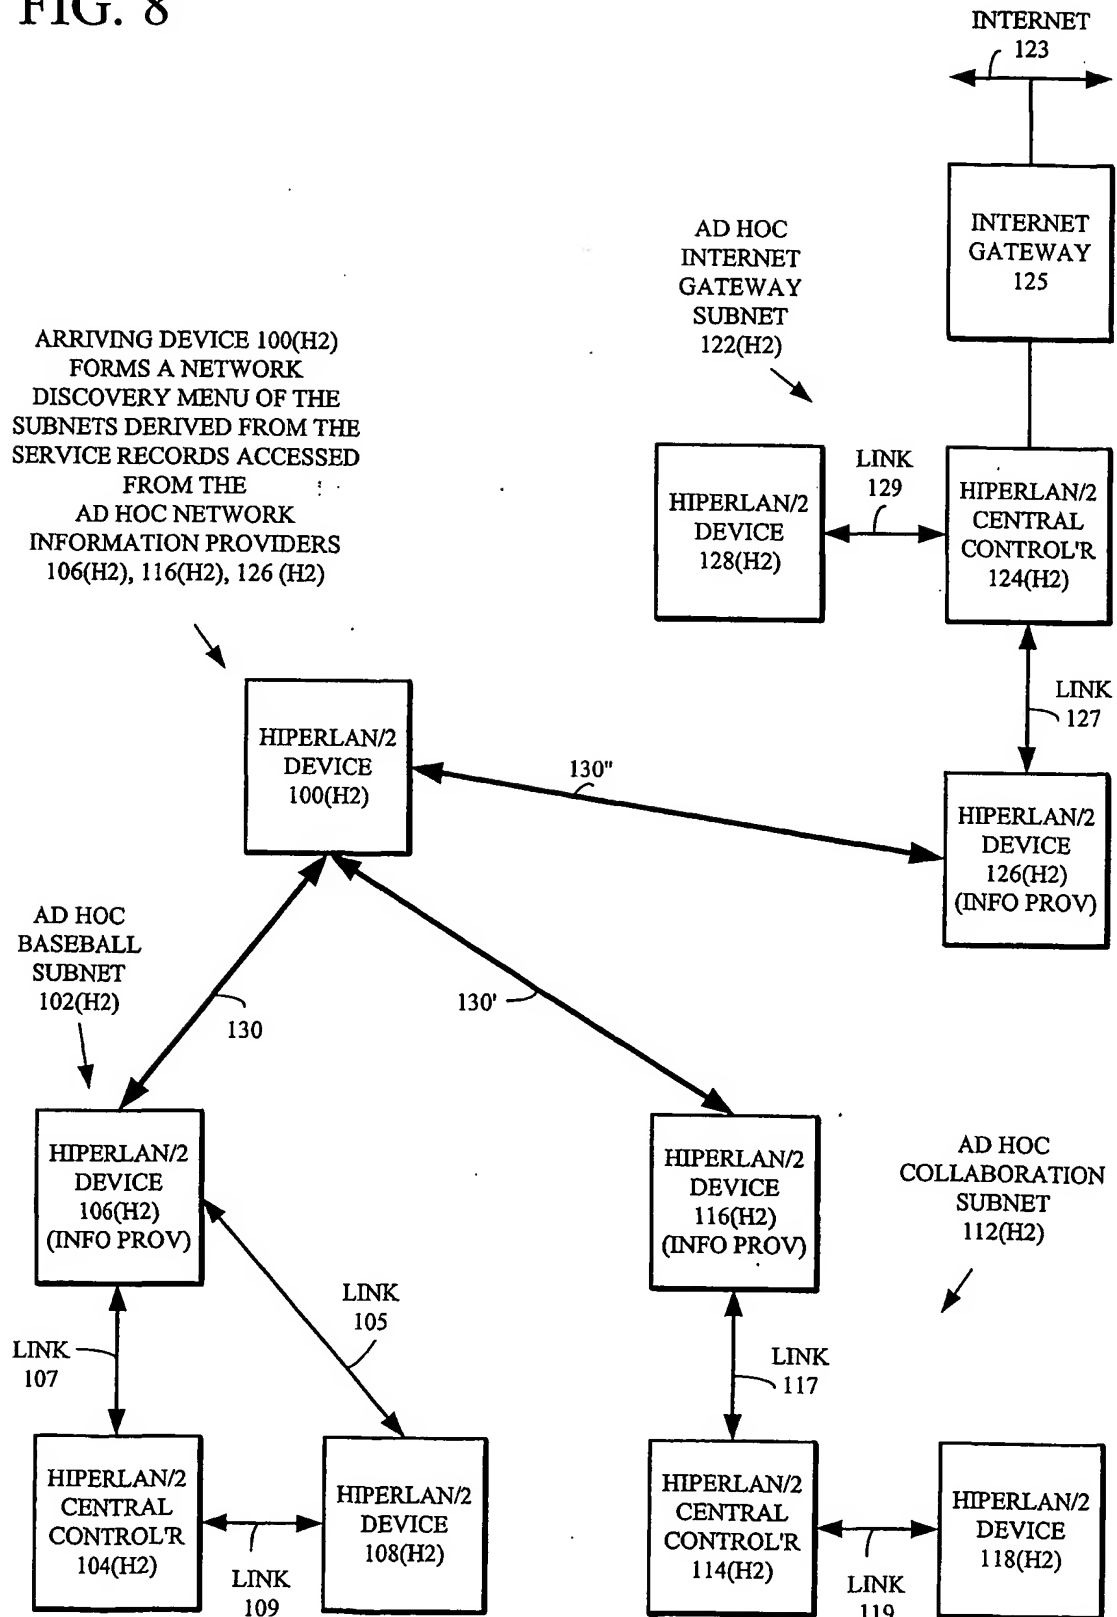 FIG. 8
INTERNET
123
INTERNET
GATEWAY
125
AD HOC
INTERNET
GATEWAY
SUBNET
122(H2)
ARRIVING DEVICE 100(H2)
FORMS A NETWORK
DISCOVERY MENU OF THE
SUBNETS DERIVED FROM THE
SERVICE RECORDS ACCESSED
FROM THE
AD HOC NETWORK
INFORMATION PROVIDERS
106(H2), 116(H2), 126 (H2)
HIPERLAN/2
DEVICE
128(H2)
LINK
129
HIPERLAN/2
CENTRAL
CONTROL'R
124(H2)
LINK
127
HIPERLAN/2
DEVICE
100(H2)
130"
HIPERLAN/2
DEVICE
126(H2)
(INFO PROV)
AD HOC
BASEBALL
SUBNET
102(H2)
130
130'
HIPERLAN/2
DEVICE
106(H2)
(INFO PROV)
HIPERLAN/2
DEVICE
116(H2)
(INFO PROV)
AD HOC
COLLABORATION
SUBNET
112(H2)
LINK
105
LINK
107
LINK
117
HIPERLAN/2
CENTRAL
CONTROL'R
104(H2)
LINK
109
HIPERLAN/2
DEVICE
108(H2)
HIPERLAN/2
CENTRAL
CONTROL'R
114(H2)
LINK
119
HIPERLAN/2
DEVICE
118(H2)